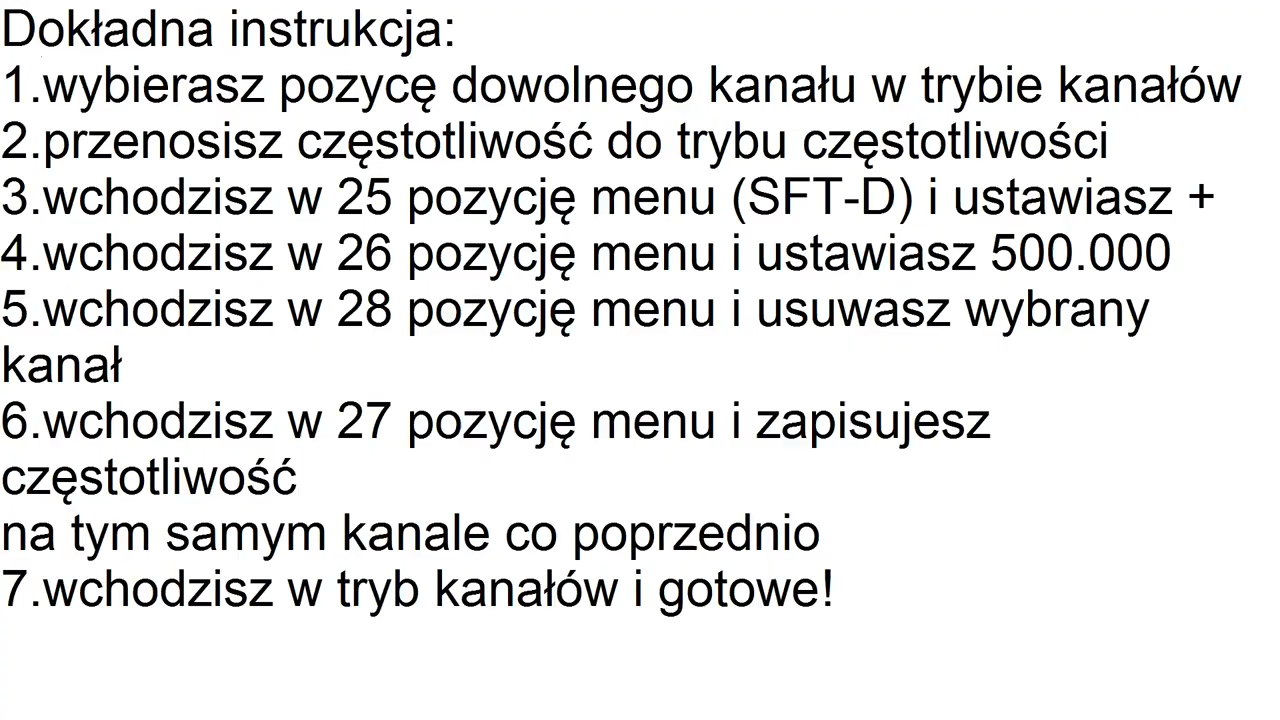 Dokładna instrukcja:
1.wybierasz pozycę dowolnego kanału w trybie kanałów
2.przenosisz częstotliwość do trybu częstotliwości
3.wchodzisz w 25 pozycję menu (SFT-D) i ustawiasz +
4.wchodzisz w 26 pozycję menu i ustawiasz 500.000
5.wchodzisz w 28 pozycję menu i usuwasz wybrany
kanał
6.wchodzisz w 27 pozycję menu i zapisujesz
częstotliwość
na tym samym kanale co poprzednio
7.wchodzisz w tryb kanałów i gotowe!